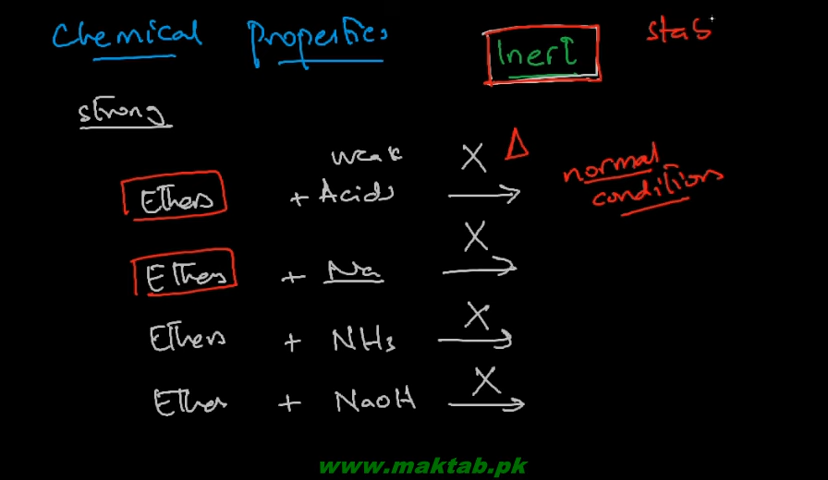 Chemical Properties
Inert
stab
strong
weak
X Δ
Ethers + Acids →
normal conditions
X
Ethers + Na →
X
Ethers + NH3 →
X
Ether + NaOH →
www.maktab.pk